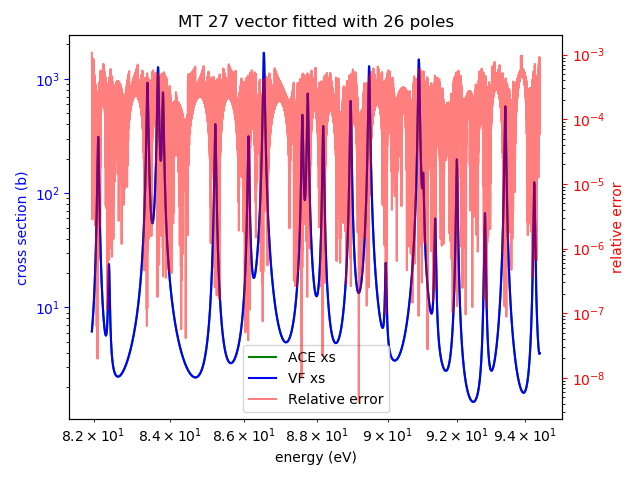 MT 27 vector fitted with 26 poles
10³
10²
10¹
cross section (b)
10⁻³
10⁻⁴
10⁻⁵
10⁻⁶
10⁻⁷
10⁻⁸
relative error
ACE xs
VF xs
Relative error
8.2 × 10¹ 8.4 × 10¹ 8.6 × 10¹ 8.8 × 10¹ 9 × 10¹ 9.2 × 10¹ 9.4 × 10¹
energy (eV)